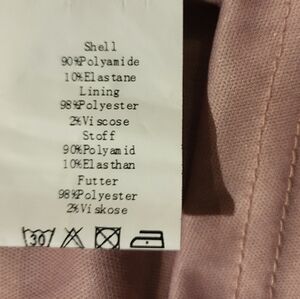 Shell
90%Polyamide
10%Elastane
Lining
98%Polyester
2%Viscose
Stoff
90%Polyamid
10%Elasthan
Futter
98%Polyester
2%Viskose
30